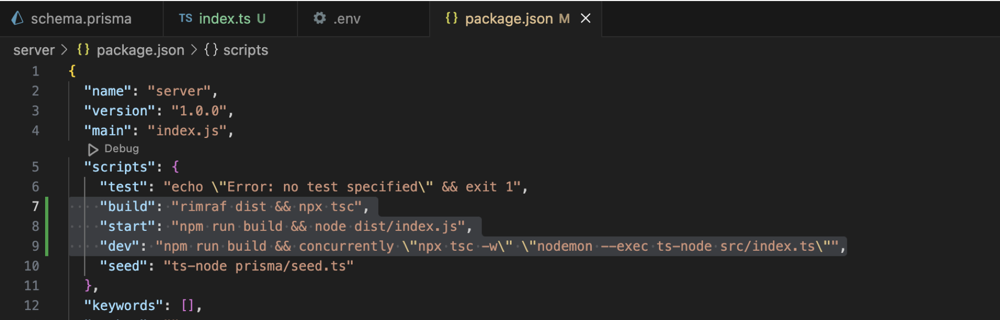 schema.prisma TS index.ts U .env {} package.json M
server > {} package.json > {} scripts
1 {
2 "name": "server",
3 "version": "1.0.0",
4 "main": "index.js",
Debug
5 "scripts": {
6 "test": "echo \"Error: no test specified\" && exit 1",
7 "build": "rimraf dist && npx tsc",
8 "start": "npm run build && node dist/index.js",
9 "dev": "npm run build && concurrently \"npx tsc -w\" \"nodemon --exec ts-node src/index.ts\"",
10 "seed": "ts-node prisma/seed.ts"
11 },
12 "keywords": [],